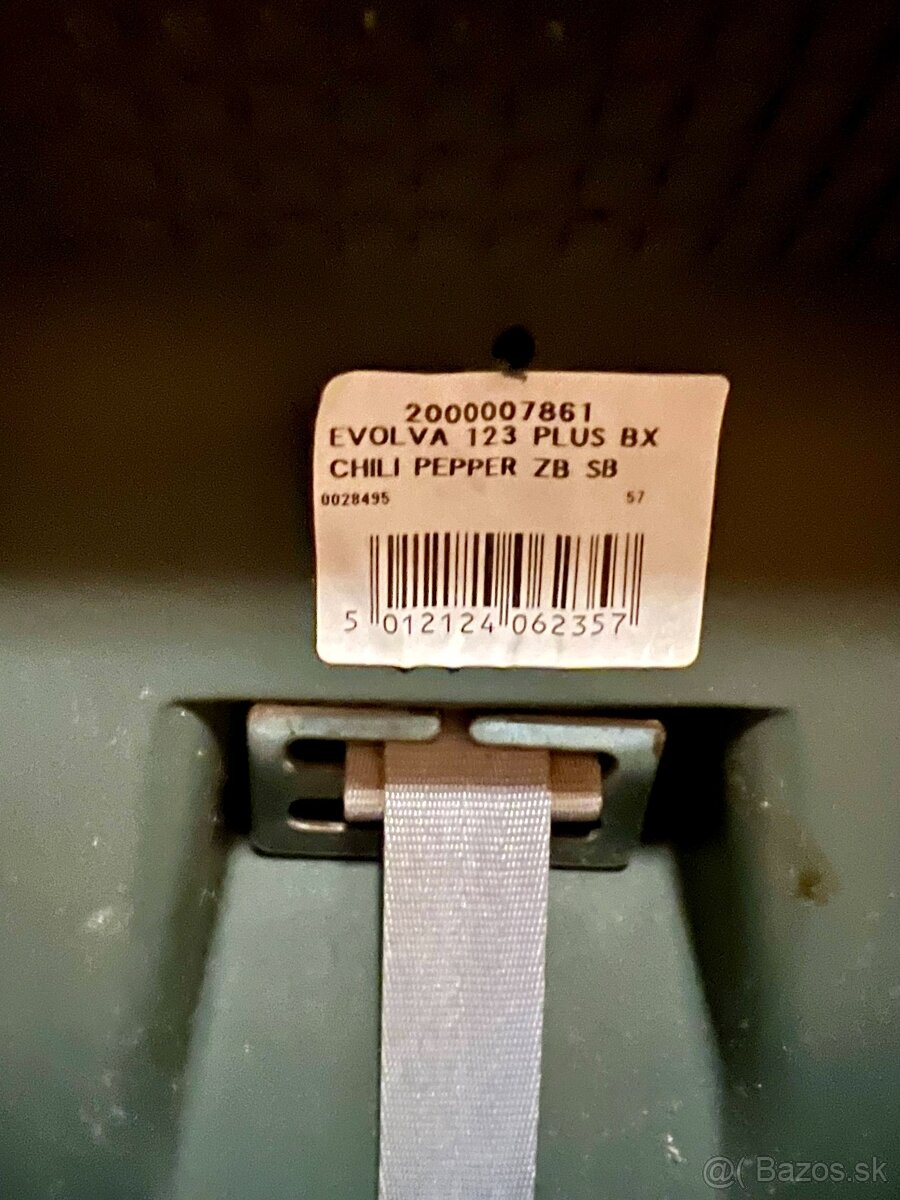 2000007861
EVOLVA 123 PLUS BX
CHILI PEPPER ZB SB
0028495 57
5 012124 062357
@( Bazos.sk